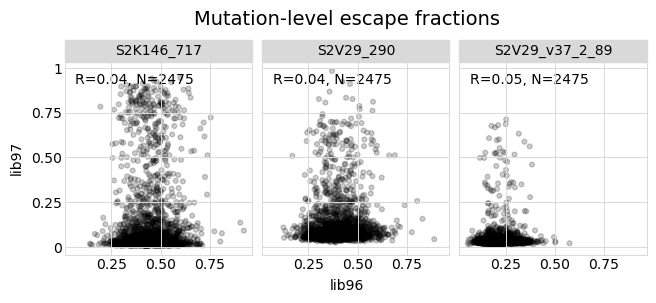 Mutation-level escape fractions
S2K146_717
S2V29_290
S2V29_v37_2_89
R=0.04, N=2475
R=0.04, N=2475
R=0.05, N=2475
1
0.75
0.50
0.25
0
lib97
0.25 0.50 0.75
0.25 0.50 0.75
0.25 0.50 0.75
lib96